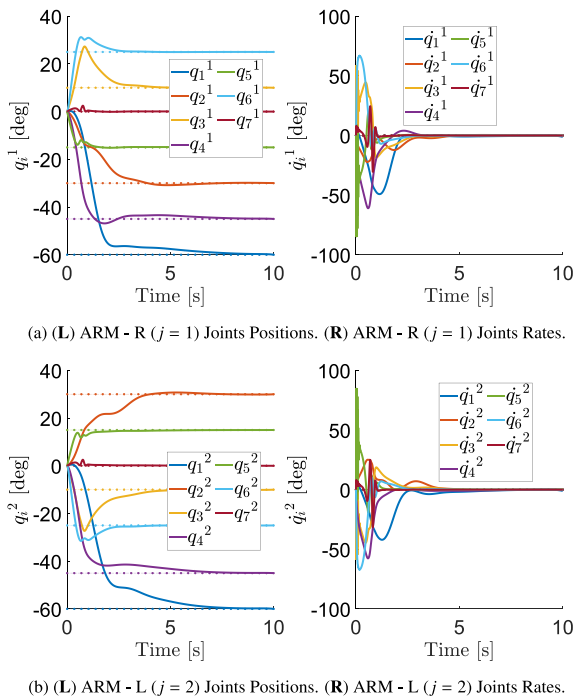 40
20
0
-20
-40
-60
0
5
10
q_i^1 [deg]
Time [s]
q_1^1 q_5^1
q_2^1 q_6^1
q_3^1 q_7^1
q_4^1
100
50
0
-50
-100
0
5
10
q̇_i^1 [deg]
Time [s]
q̇_1^1 q̇_5^1
q̇_2^1 q̇_6^1
q̇_3^1 q̇_7^1
q̇_4^1
(a) (L) ARM - R (j = 1) Joints Positions. (R) ARM - R (j = 1) Joints Rates.
40
20
0
-20
-40
-60
0
5
10
q_i^2 [deg]
Time [s]
q_1^2 q_5^2
q_2^2 q_6^2
q_3^2 q_7^2
q_4^2
100
50
0
-50
-100
0
5
10
q̇_i^2 [deg]
Time [s]
q̇_1^2 q̇_5^2
q̇_2^2 q̇_6^2
q̇_3^2 q̇_7^2
q̇_4^2
(b) (L) ARM - L (j = 2) Joints Positions. (R) ARM - L (j = 2) Joints Rates.